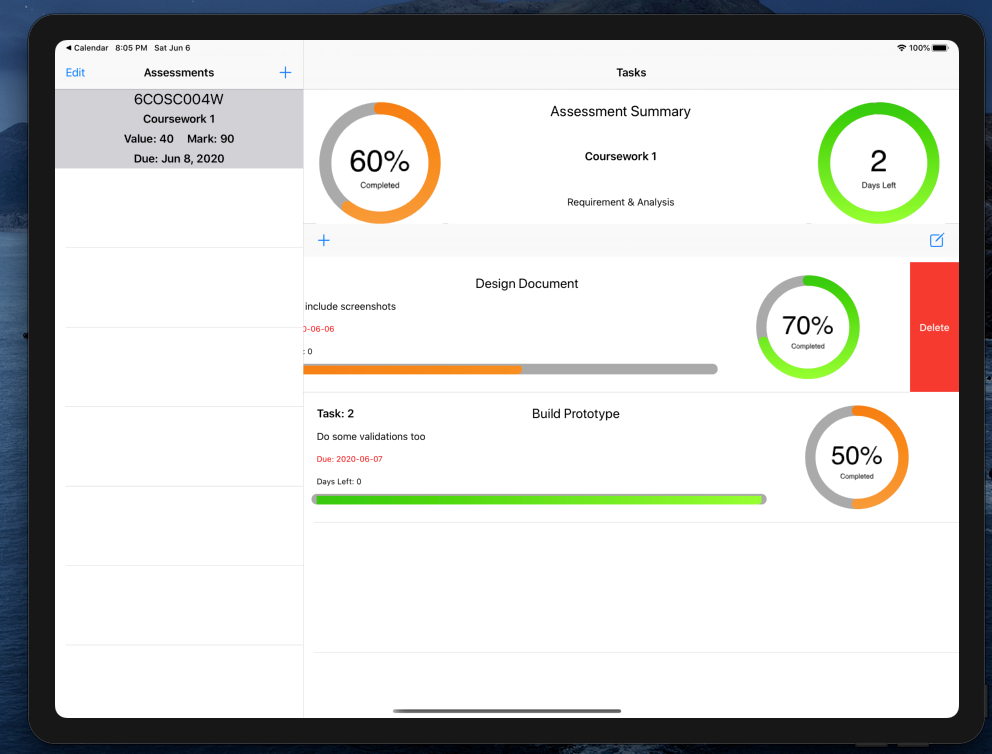 Calendar 8:05 PM Sat Jun 6
100%
Edit Assessments +
Tasks
6COSC004W
Coursework 1
Value: 40 Mark: 90
Due: Jun 8, 2020
60%
Completed
Assessment Summary
Coursework 1
Requirement & Analysis
2
Days Left
+
Design Document
include screenshots
0-06-06
: 0
70%
Completed
Delete
Task: 2
Build Prototype
Do some validations too
Due: 2020-06-07
Days Left: 0
50%
Completed